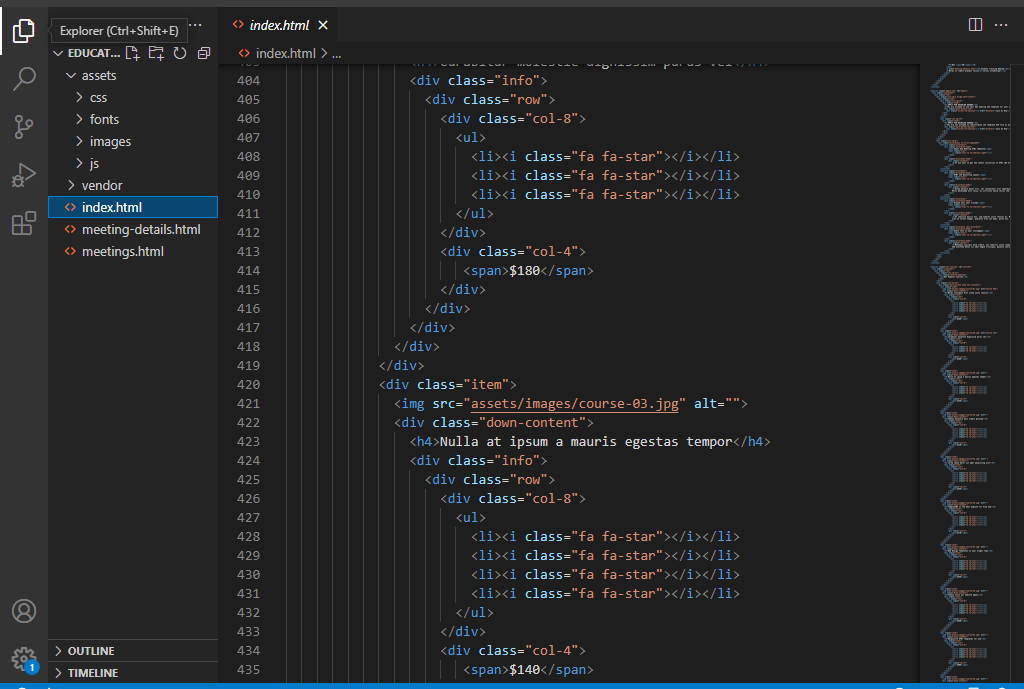 Explorer (Ctrl+Shift+E)
···
EDUCAT...
assets
css
fonts
images
js
vendor
index.html
meeting-details.html
meetings.html
OUTLINE
TIMELINE
1
index.html
···
index.html > ...
404 <div class="info">
405 <div class="row">
406 <div class="col-8">
407 <ul>
408 <li><i class="fa fa-star"></i></li>
409 <li><i class="fa fa-star"></i></li>
410 <li><i class="fa fa-star"></i></li>
411 </ul>
412 </div>
413 <div class="col-4">
414 <span>$180</span>
415 </div>
416 </div>
417 </div>
418 </div>
419 </div>
420 <div class="item">
421 <img src="assets/images/course-03.jpg" alt="">
422 <div class="down-content">
423 <h4>Nulla at ipsum a mauris egestas tempor</h4>
424 <div class="info">
425 <div class="row">
426 <div class="col-8">
427 <ul>
428 <li><i class="fa fa-star"></i></li>
429 <li><i class="fa fa-star"></i></li>
430 <li><i class="fa fa-star"></i></li>
431 <li><i class="fa fa-star"></i></li>
432 </ul>
433 </div>
434 <div class="col-4">
435 <span>$140</span>